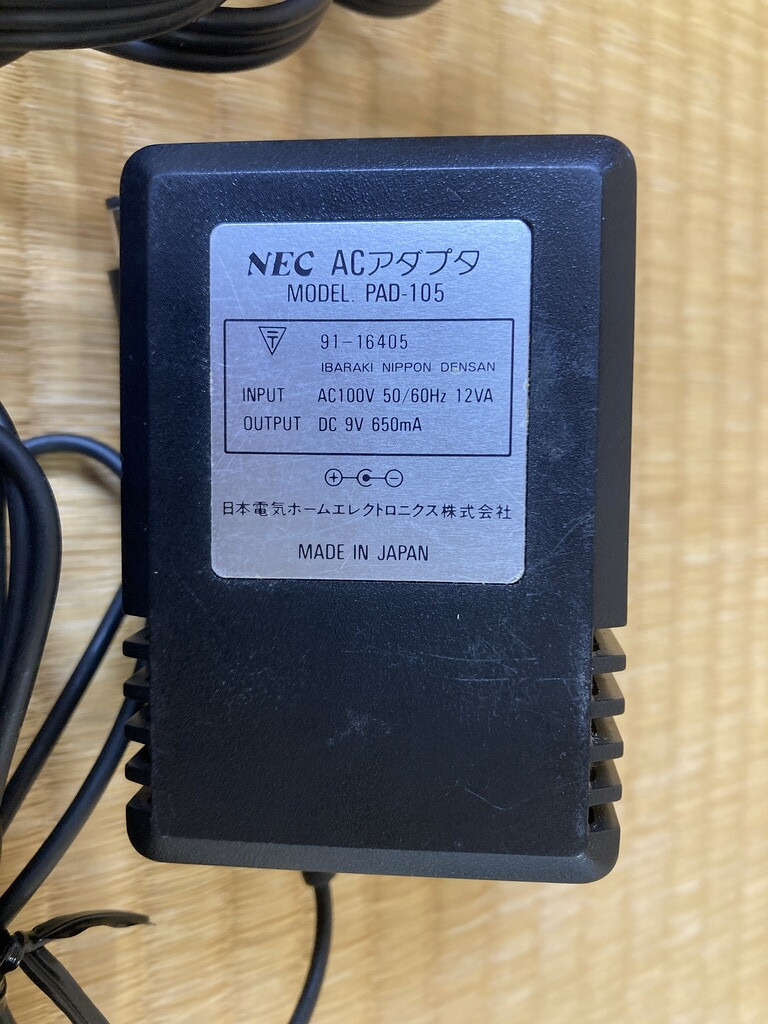 NEC ACアダプタ
MODEL. PAD-105
91-16405
IBARAKI NIPPON DENSAN
INPUT AC100V 50/60Hz 12VA
OUTPUT DC 9V 650mA
日本電気ホームエレクトロニクス株式会社
MADE IN JAPAN